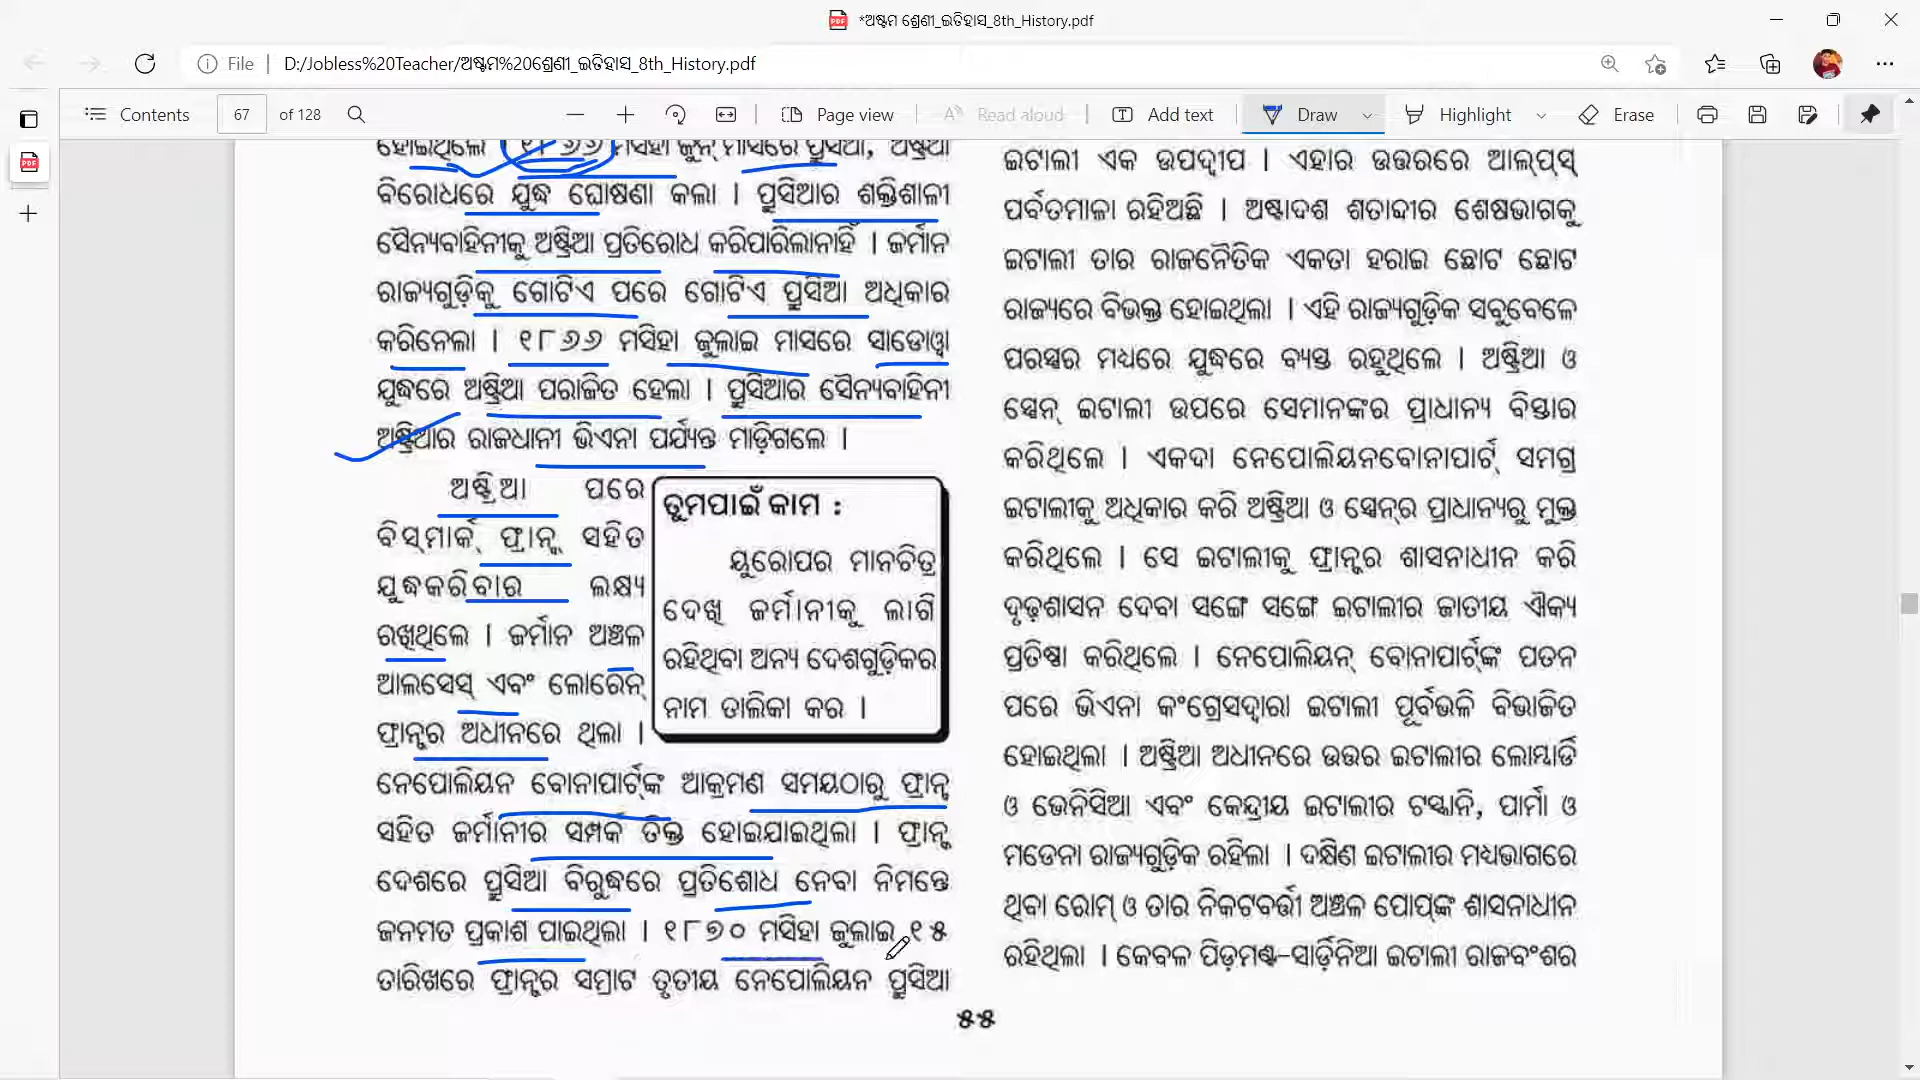 *ଅଷ୍ଟମ ଶ୍ରେଣୀ_ଇତିହାସ_8th_History.pdf
File
D:/Jobless%20Teacher/ଅଷ୍ଟମ%20ଶ୍ରେଣୀ_ଇତିହାସ_8th_History.pdf
Contents
67 of 128
Page view
Read aloud
Add text
Draw
Highlight
Erase
ହୋଇଥିଲେ । ୧୮୬୬ ମସିହା ଜୁନ୍ ମାସରେ ପ୍ରୁସିଆ, ଅଷ୍ଟ୍ରିଆ
ବିରୋଧରେ ଯୁଦ୍ଧ ଘୋଷଣା କଲା । ପ୍ରୁସିଆର ଶକ୍ତିଶାଳୀ
ସୈନ୍ୟବାହିନୀକୁ ଅଷ୍ଟ୍ରିଆ ପ୍ରତିରୋଧ କରିପାରିଲାନାହିଁ । ଜର୍ମାନ
ରାଜ୍ୟଗୁଡ଼ିକୁ ଗୋଟିଏ ପରେ ଗୋଟିଏ ପ୍ରୁସିଆ ଅଧିକାର
କରିନେଲା । ୧୮୬୬ ମସିହା ଜୁଲାଇ ମାସରେ ସାଡୋୱା
ଯୁଦ୍ଧରେ ଅଷ୍ଟ୍ରିଆ ପରାଜିତ ହେଲା । ପ୍ରୁସିଆର ସୈନ୍ୟବାହିନୀ
ଅଷ୍ଟ୍ରିଆର ରାଜଧାନୀ ଭିଏନା ପର୍ଯ୍ୟନ୍ତ ମାଡ଼ିଗଲେ ।
ଅଷ୍ଟ୍ରିଆ ପରେ
ବିସ୍ମାର୍କ୍ ଫ୍ରାନ୍ସ ସହିତ
ଯୁଦ୍ଧକରିବାର ଲକ୍ଷ୍ୟ
ରଖିଥିଲେ । ଜର୍ମାନ ଅଞ୍ଚଳ
ଆଲସେସ୍ ଏବଂ ଲୋରେନ୍
ଫ୍ରାନ୍ସର ଅଧୀନରେ ଥିଲା ।
ତୁମପାଇଁ କାମ :
ୟୁରୋପର ମାନଚିତ୍ର
ଦେଖି ଜର୍ମାନୀକୁ ଲାଗି
ରହିଥିବା ଅନ୍ୟ ଦେଶଗୁଡ଼ିକର
ନାମ ତାଲିକା କର ।
ନେପୋଲିୟନ ବୋନାପାର୍ଟ୍‌ଙ୍କ ଆକ୍ରମଣ ସମୟଠାରୁ ଫ୍ରାନ୍ସ
ସହିତ ଜର୍ମାନୀର ସମ୍ପର୍କ ତିକ୍ତ ହୋଇଯାଇଥିଲା । ଫ୍ରାନ୍ସ
ଦେଶରେ ପ୍ରୁସିଆ ବିରୁଦ୍ଧରେ ପ୍ରତିଶୋଧ ନେବା ନିମନ୍ତେ
ଜନମତ ପ୍ରକାଶ ପାଇଥିଲା । ୧୮୭୦ ମସିହା ଜୁଲାଇ ୧୫
ତାରିଖରେ ଫ୍ରାନ୍ସର ସମ୍ରାଟ ତୃତୀୟ ନେପୋଲିୟନ ପ୍ରୁସିଆ
ଇଟାଲୀ ଏକ ଉପଦ୍ୱୀପ । ଏହାର ଉତ୍ତରରେ ଆଲ୍‌ପ୍‌ସ୍
ପର୍ବତମାଳା ରହିଅଛି । ଅଷ୍ଟାଦଶ ଶତାବ୍ଦୀର ଶେଷଭାଗକୁ
ଇଟାଲୀ ତାର ରାଜନୈତିକ ଏକତା ହରାଇ ଛୋଟ ଛୋଟ
ରାଜ୍ୟରେ ବିଭକ୍ତ ହୋଇଥିଲା । ଏହି ରାଜ୍ୟଗୁଡ଼ିକ ସବୁବେଳେ
ପରସ୍ପର ମଧ୍ୟରେ ଯୁଦ୍ଧରେ ବ୍ୟସ୍ତ ରହୁଥିଲେ । ଅଷ୍ଟ୍ରିଆ ଓ
ସ୍ପେନ୍ ଇଟାଲୀ ଉପରେ ସେମାନଙ୍କର ପ୍ରାଧାନ୍ୟ ବିସ୍ତାର
କରିଥିଲେ । ଏକଦା ନେପୋଲିୟନବୋନାପାର୍ଟ୍ ସମଗ୍ର
ଇଟାଲୀକୁ ଅଧିକାର କରି ଅଷ୍ଟ୍ରିଆ ଓ ସ୍ପେନ୍‌ର ପ୍ରାଧାନ୍ୟରୁ ମୁକ୍ତ
କରିଥିଲେ । ସେ ଇଟାଲୀକୁ ଫ୍ରାନ୍ସର ଶାସନାଧୀନ କରି
ଦୃଢ଼ଶାସନ ଦେବା ସଙ୍ଗେ ସଙ୍ଗେ ଇଟାଲୀର ଜାତୀୟ ଐକ୍ୟ
ପ୍ରତିଷ୍ଠା କରିଥିଲେ । ନେପୋଲିୟନ୍ ବୋନାପାର୍ଟ୍‌ଙ୍କ ପତନ
ପରେ ଭିଏନା କଂଗ୍ରେସଦ୍ୱାରା ଇଟାଲୀ ପୂର୍ବଭଳି ବିଭାଜିତ
ହୋଇଥିଲା । ଅଷ୍ଟ୍ରିଆ ଅଧୀନରେ ଉତ୍ତର ଇଟାଲୀର ଲୋମ୍ବାର୍ଡି
ଓ ଭେନିସିଆ ଏବଂ କେନ୍ଦ୍ରୀୟ ଇଟାଲୀର ଟସ୍କାନି, ପାର୍ମା ଓ
ମଡେନା ରାଜ୍ୟଗୁଡ଼ିକ ରହିଲା । ଦକ୍ଷିଣ ଇଟାଲୀର ମଧ୍ୟଭାଗରେ
ଥିବା ରୋମ୍ ଓ ତାର ନିକଟବର୍ତ୍ତୀ ଅଞ୍ଚଳ ପୋପ୍‌ଙ୍କ ଶାସନାଧୀନ
ରହିଥିଲା । କେବଳ ପିଡ଼ମଣ୍ଟ-ସାର୍ଡ଼ିନିଆ ଇଟାଲୀ ରାଜବଂଶର
୫୫